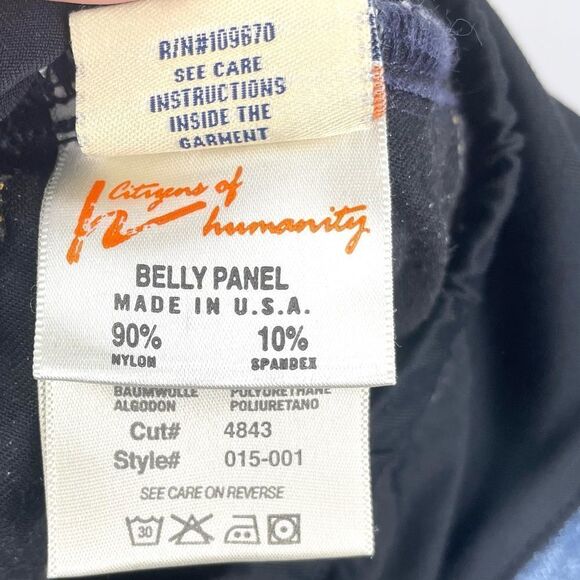 R/N#109670
SEE CARE
INSTRUCTIONS
INSIDE THE
GARMENT
Citizens of
humanity
BELLY PANEL
MADE IN U.S.A.
90% 10%
NYLON SPANDEX
BAUMWOLLE POLYURETHANE
ALGODON POLIURETANO
Cut# 4843
Style# 015-001
SEE CARE ON REVERSE
30